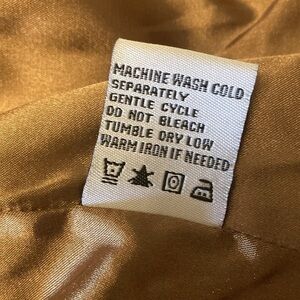 MACHINE WASH COLD
SEPARATELY
GENTLE CYCLE
DO NOT BLEACH
TUMBLE DRY LOW
WARM IRON IF NEEDED